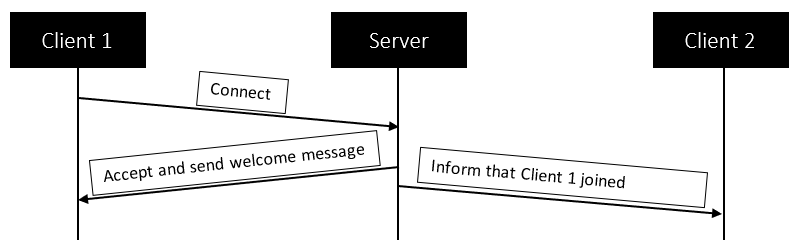 Client 1
Server
Client 2
Connect
Accept and send welcome message
Inform that Client 1 joined